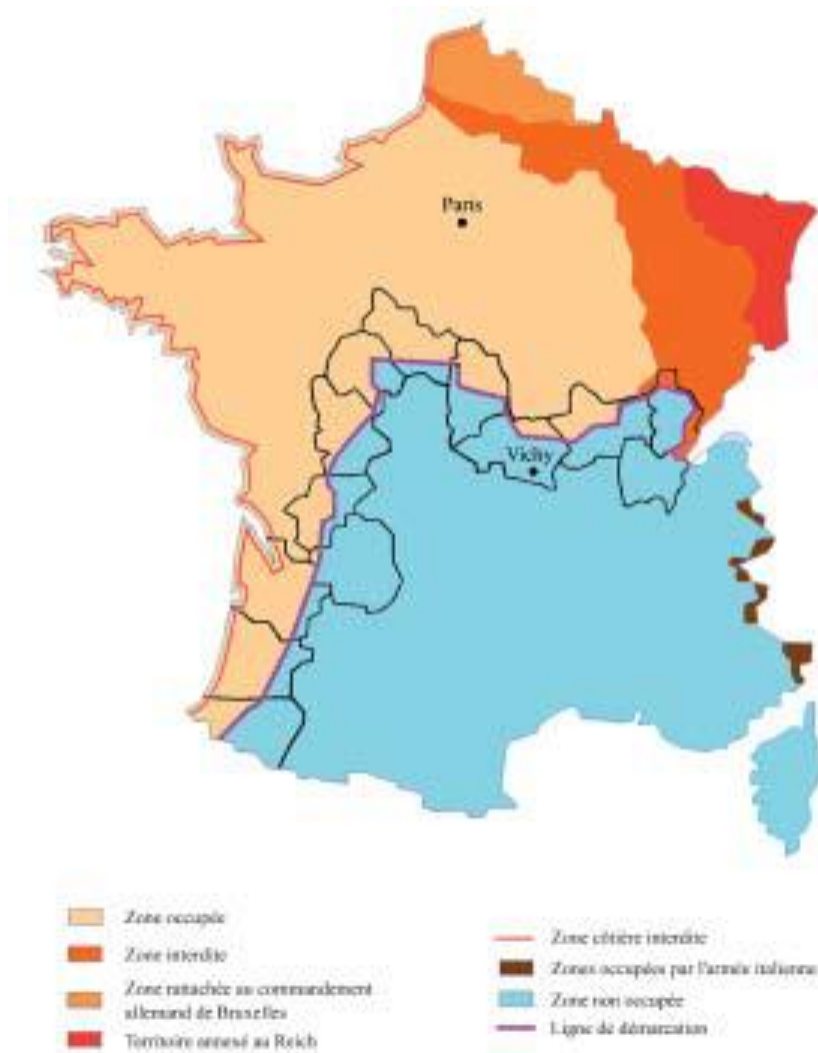 Paris
Vichy
Zone occupée
Zone interdite
Zone rattachée au commandement
allemand de Bruxelles
Territoire annexé au Reich
Zone côtière interdite
Zones occupées par l'armée italienne
Zone non occupée
Ligne de démarcation